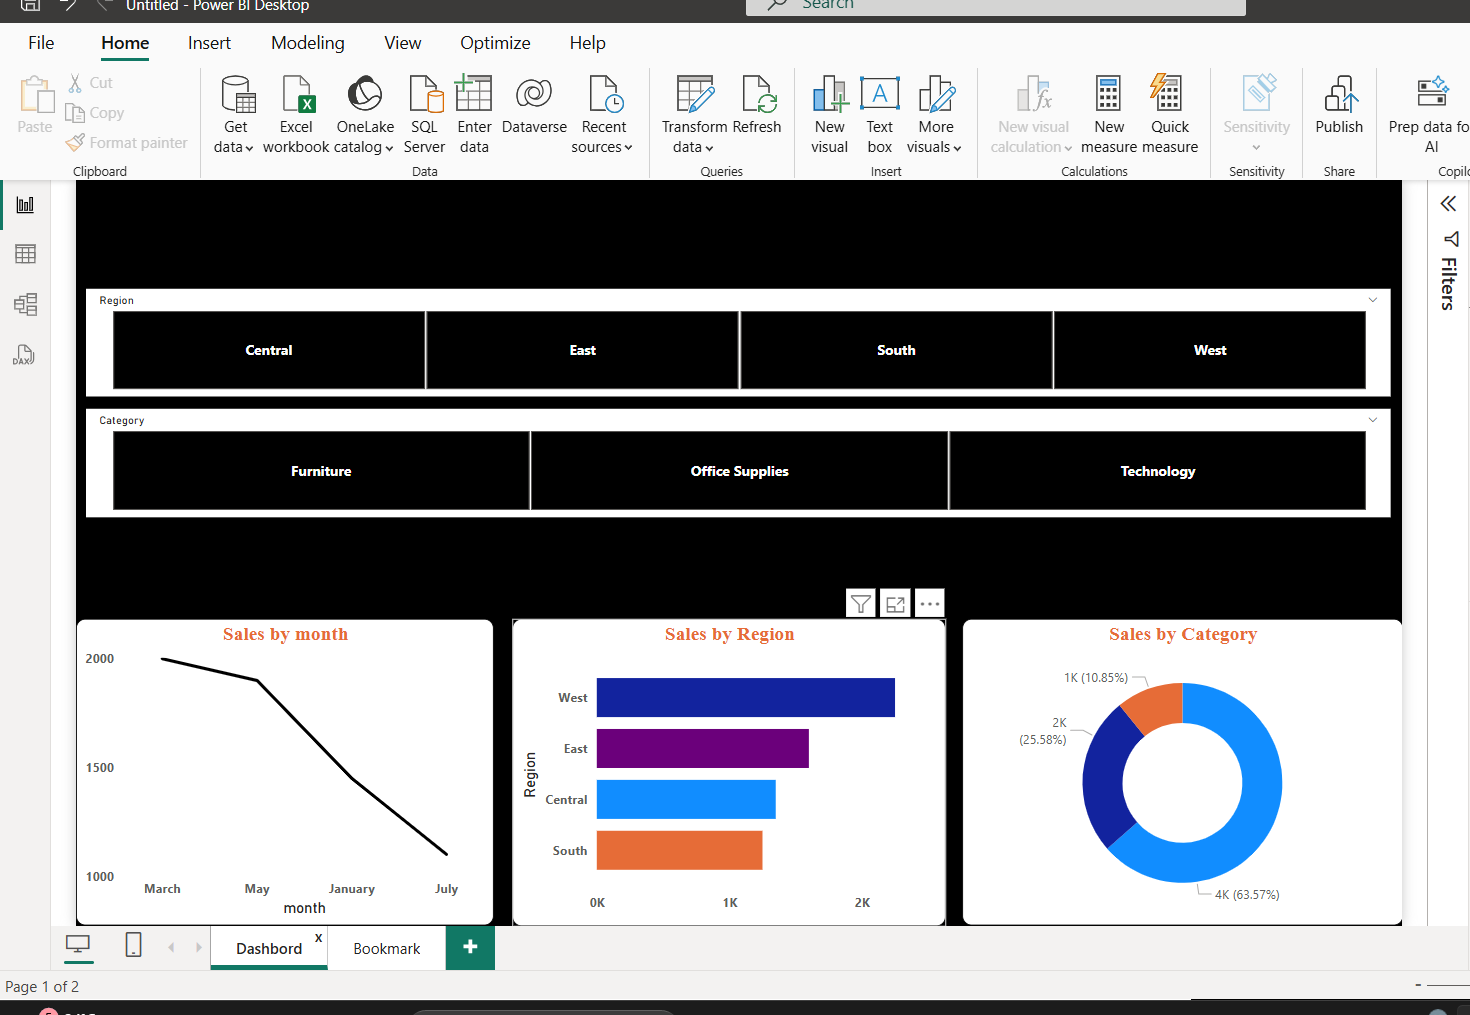 Untitled - Power BI Desktop
Search
File Home Insert Modeling View Optimize Help
Paste
Cut
Copy
Format painter
Clipboard
Get data
Excel workbook
OneLake catalog
SQL Server
Enter data
Dataverse
Recent sources
Data
Transform data
Refresh
Queries
New visual
Text box
More visuals
Insert
New visual calculation
New measure
Quick measure
Calculations
Sensitivity
Sensitivity
Publish
Share
Prep data fo
AI
Copilo
DAX
Filters
Region
Central East South West
Category
Furniture Office Supplies Technology
Sales by month
2000
1500
1000
March May January July
month
Sales by Region
Region
West
East
Central
South
0K 1K 2K
Sales by Category
1K (10.85%)
2K
(25.58%)
4K (63.57%)
Dashbord x Bookmark +
Page 1 of 2